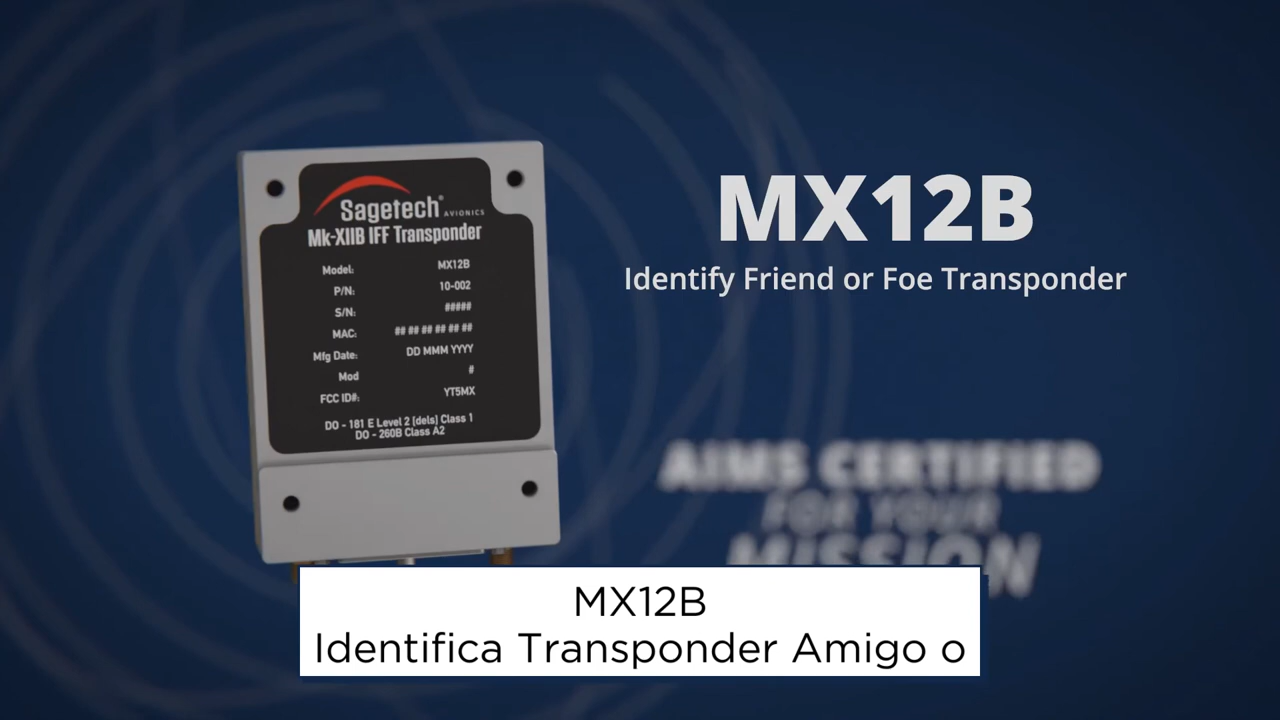 Sagetech® AVIONICS
Mk-XIIB IFF Transponder
Model: MX12B
P/N: 10-002
S/N: #####
MAC: ## ## ## ## ## ##
Mfg Date: DD MMM YYYY
Mod #
FCC ID#: YT5MX
DO - 181 E Level 2 [dels] Class 1
DO - 260B Class A2
MX12B
Identify Friend or Foe Transponder
AIMS CERTIFIED
FOR YOUR
MISSION
MX12B
Identifica Transponder Amigo o